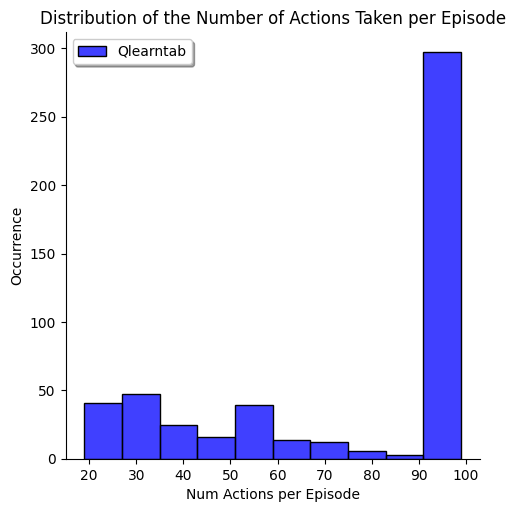 Distribution of the Number of Actions Taken per Episode
Qlearntab
300
250
200
150
100
50
0
Occurrence
20 30 40 50 60 70 80 90 100
Num Actions per Episode